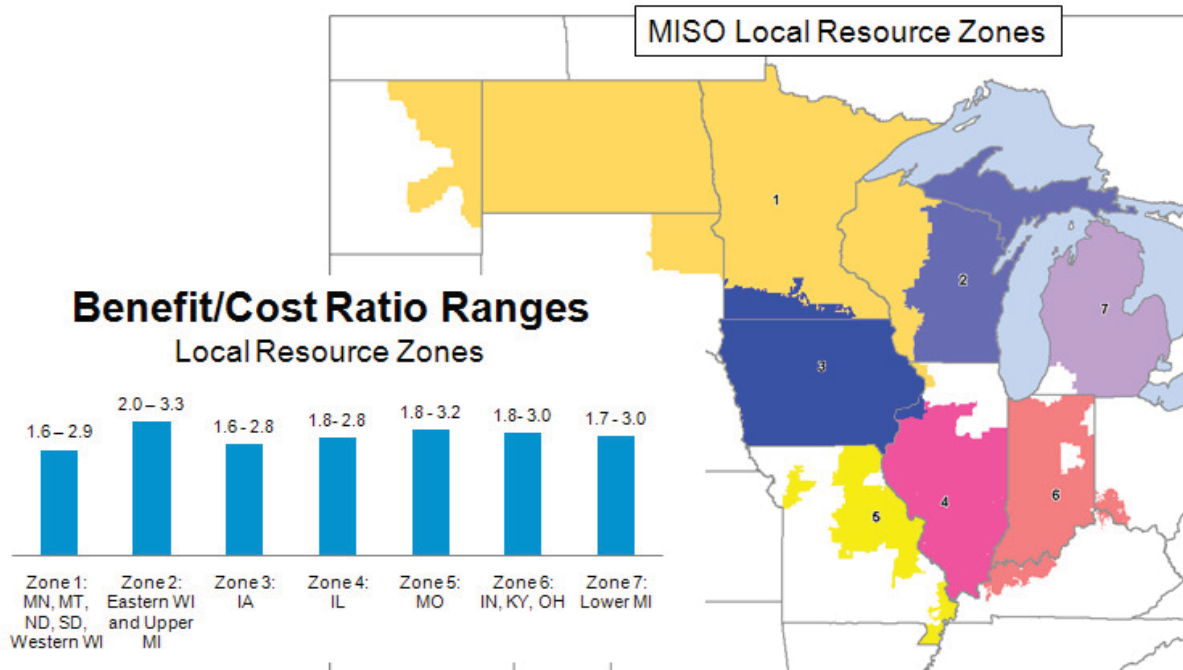 MISO Local Resource Zones
1
2
7
3
4
6
5
Benefit/Cost Ratio Ranges
Local Resource Zones
1.6 – 2.9
2.0 – 3.3
1.6 - 2.8
1.8- 2.8
1.8 - 3.2
1.8 - 3.0
1.7 - 3.0
Zone 1:
MN, MT,
ND, SD,
Western WI
Zone 2:
Eastern WI
and Upper
MI
Zone 3:
IA
Zone 4:
IL
Zone 5:
MO
Zone 6:
IN, KY, OH
Zone 7:
Lower MI